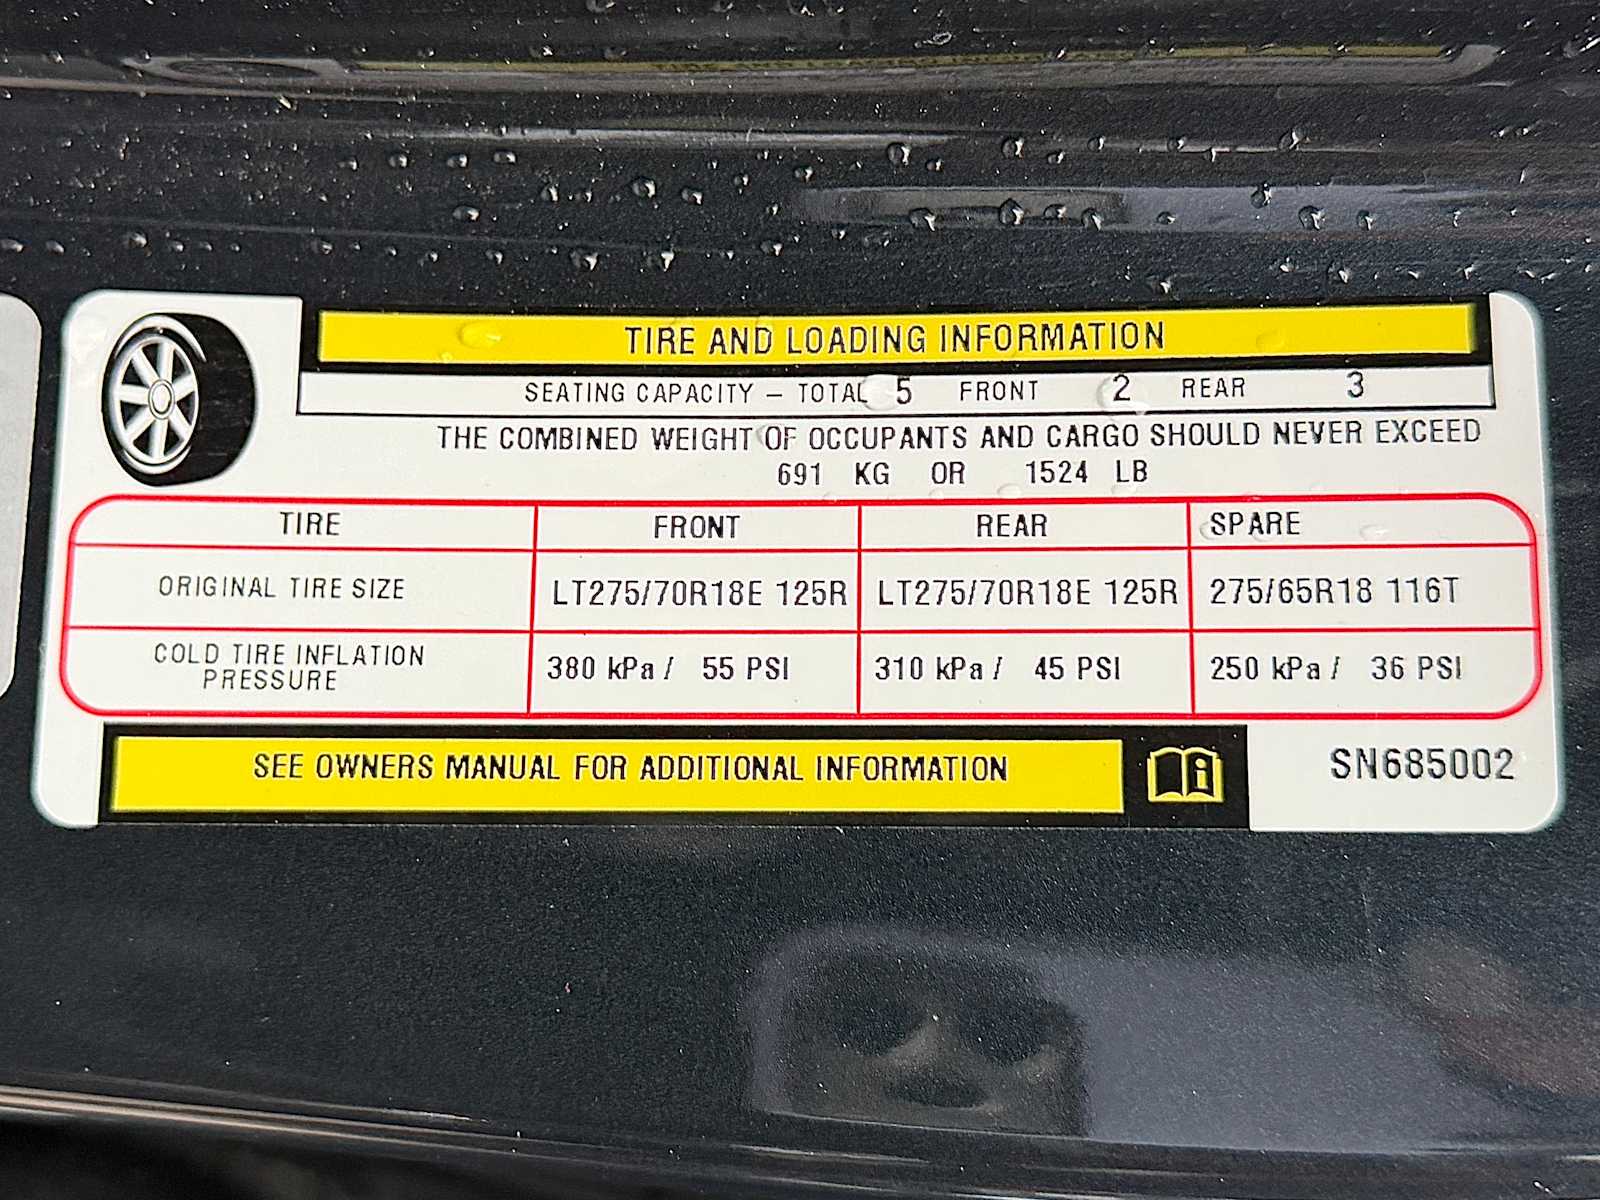 TIRE AND LOADING INFORMATION
SEATING CAPACITY – TOTAL 5 FRONT 2 REAR 3
THE COMBINED WEIGHT OF OCCUPANTS AND CARGO SHOULD NEVER EXCEED
691 KG OR 1524 LB
TIRE FRONT REAR SPARE
ORIGINAL TIRE SIZE LT275/70R18E 125R LT275/70R18E 125R 275/65R18 116T
COLD TIRE INFLATION
PRESSURE 380 kPa / 55 PSI 310 kPa / 45 PSI 250 kPa / 36 PSI
SEE OWNERS MANUAL FOR ADDITIONAL INFORMATION
SN685002